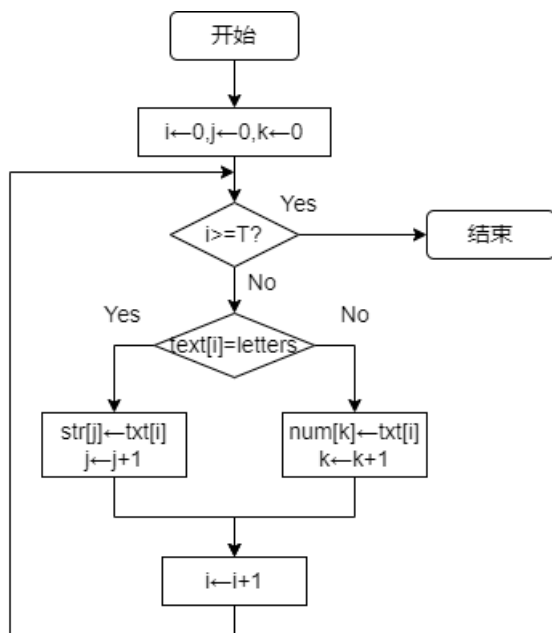 开始
i←0,j←0,k←0
Yes
i>=T?
结束
No
Yes
No
text[i]=letters
str[j]←txt[i]
j←j+1
num[k]←txt[i]
k←k+1
i←i+1